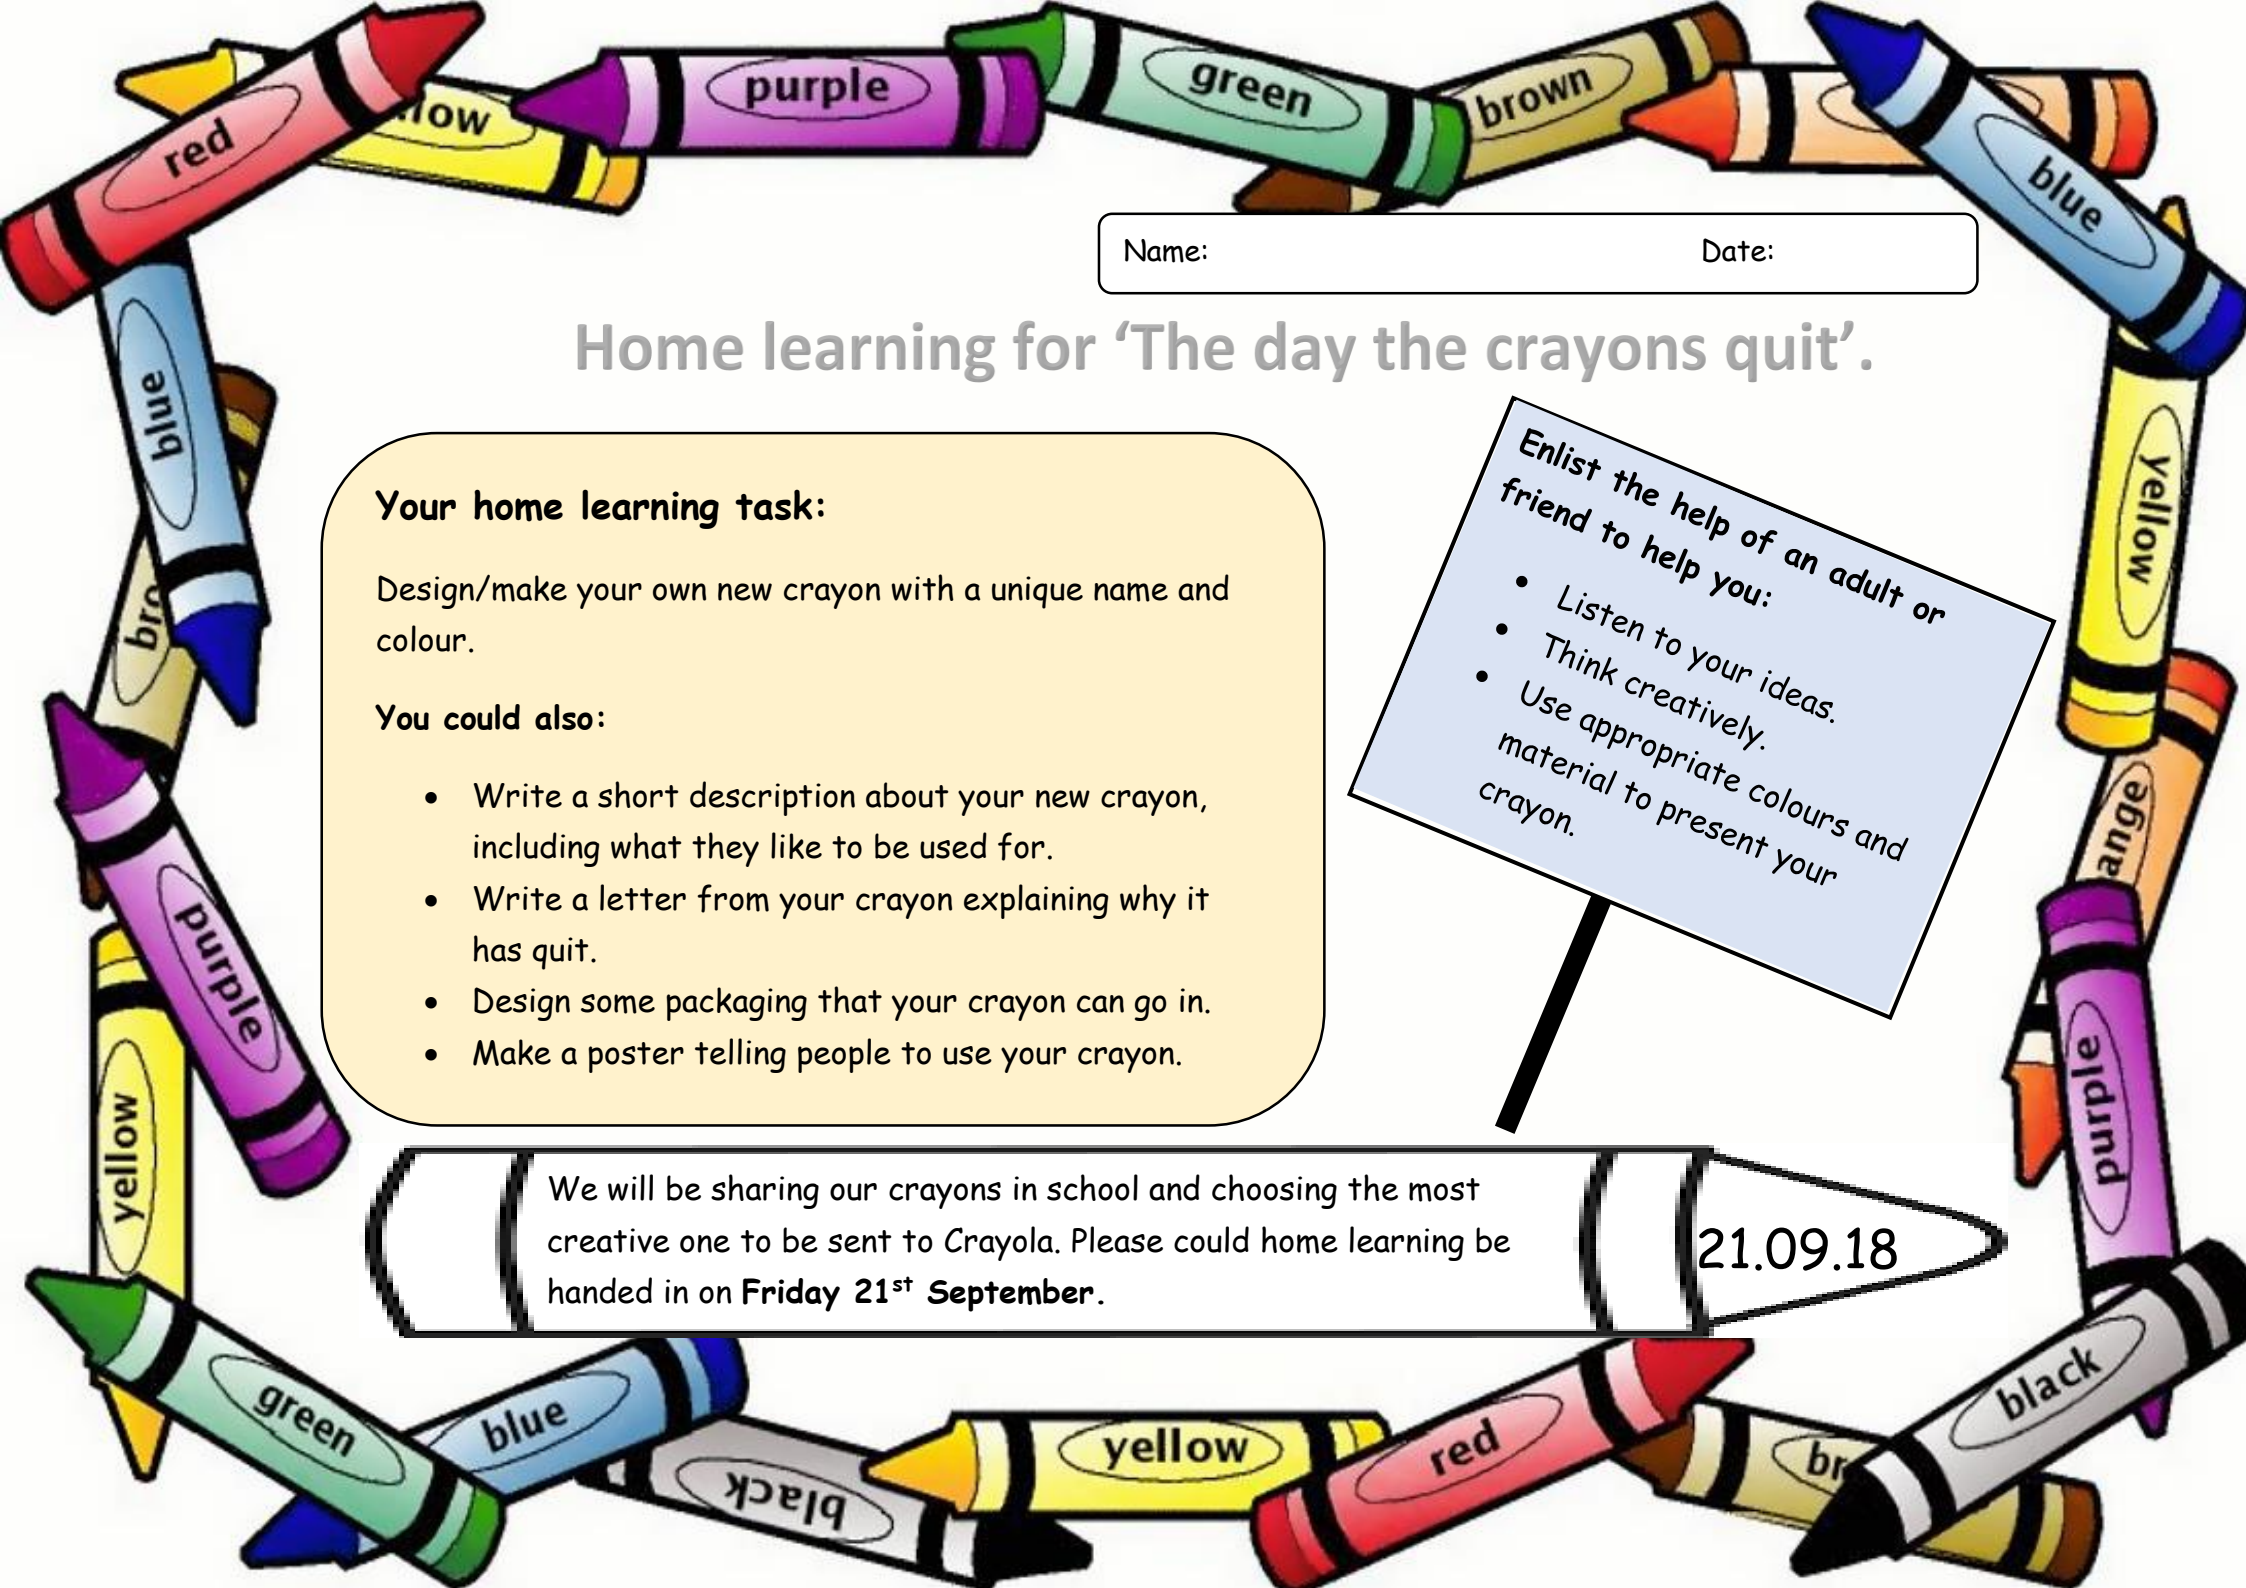 red
low
purple
green
brown
blue
Name: Date:
Home learning for ‘The day the crayons quit’.
Your home learning task:
Design/make your own new crayon with a unique name and
colour.
You could also:
• Write a short description about your new crayon,
including what they like to be used for.
• Write a letter from your crayon explaining why it
has quit.
• Design some packaging that your crayon can go in.
• Make a poster telling people to use your crayon.
Enlist the help of an adult or
friend to help you:
• Listen to your ideas.
• Think creatively.
• Use appropriate colours and
material to present your
crayon.
We will be sharing our crayons in school and choosing the most
creative one to be sent to Crayola. Please could home learning be
handed in on Friday 21st September.
21.09.18
blue
bro
purple
yellow
yellow
ange
purple
green
blue
black
yellow
red
br
black